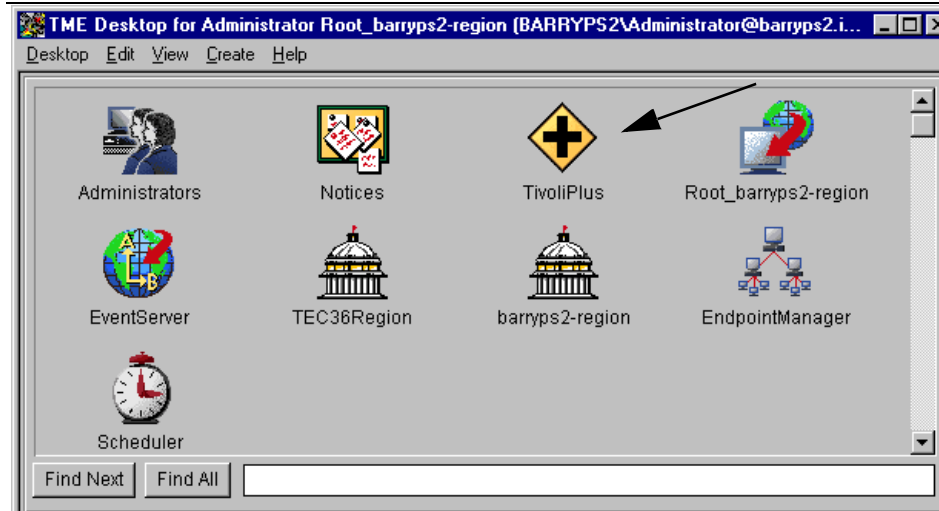 TME Desktop for Administrator Root_barryps2-region (BARRYPS2\Administrator@barryps2.i...
Desktop Edit View Create Help
Administrators Notices TivoliPlus Root_barryps2-region
A
B
EventServer TEC36Region barryps2-region EndpointManager
Scheduler
Find Next Find All